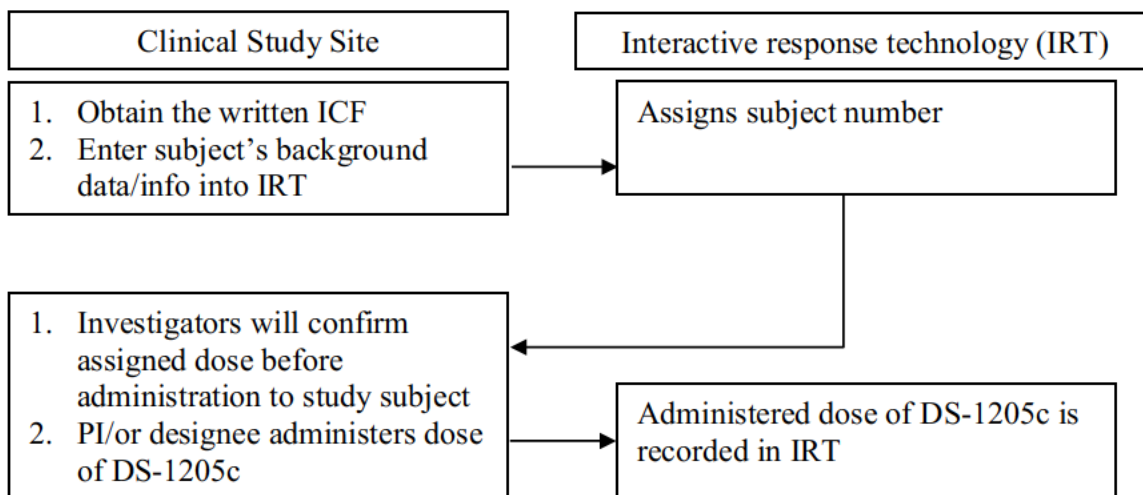 Clinical Study Site
Interactive response technology (IRT)
1. Obtain the written ICF
2. Enter subject's background
data/info into IRT
Assigns subject number
1. Investigators will confirm
assigned dose before
administration to study subject
2. PI/or designee administers dose
of DS-1205c
Administered dose of DS-1205c is
recorded in IRT